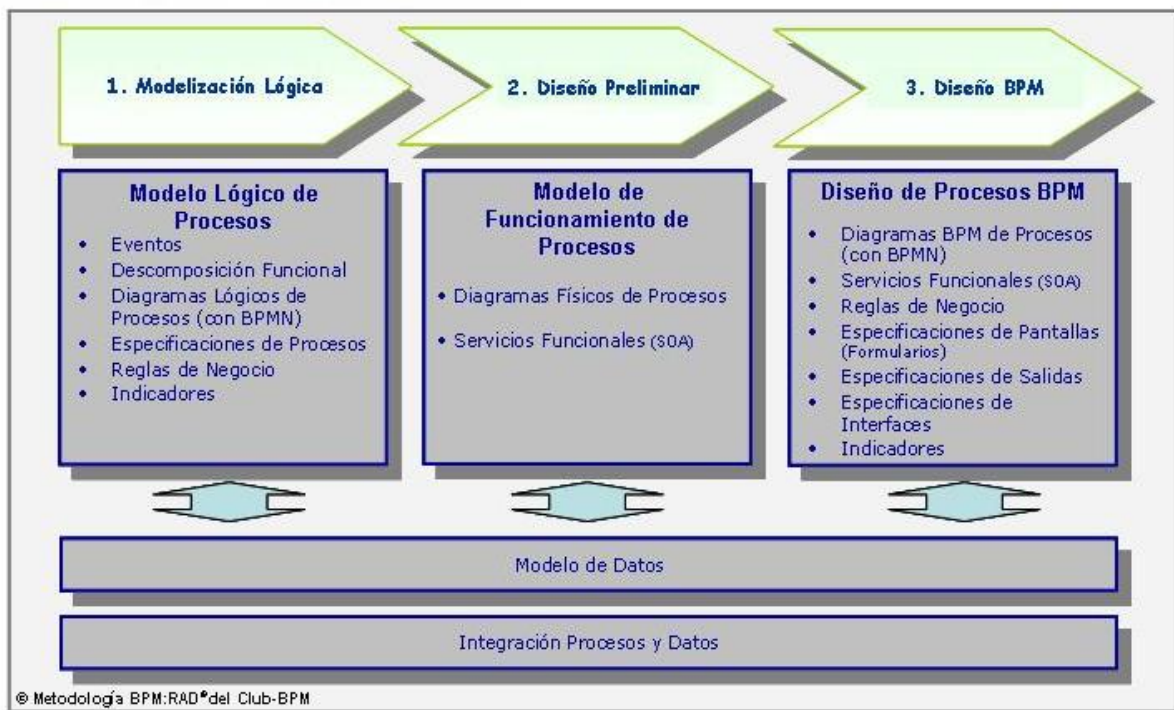 1. Modelización Lógica
2. Diseño Preliminar
3. Diseño BPM
Modelo Lógico de
Procesos
• Eventos
• Descomposición Funcional
• Diagramas Lógicos de
Procesos (con BPMN)
• Especificaciones de Procesos
• Reglas de Negocio
• Indicadores
Modelo de
Funcionamiento de
Procesos
• Diagramas Físicos de Procesos
• Servicios Funcionales (SOA)
Diseño de Procesos BPM
• Diagramas BPM de Procesos
(con BPMN)
• Servicios Funcionales (SOA)
• Reglas de Negocio
• Especificaciones de Pantallas
(Formularios)
• Especificaciones de Salidas
• Especificaciones de
Interfaces
• Indicadores
Modelo de Datos
Integración Procesos y Datos
© Metodología BPM:RAD®del Club-BPM